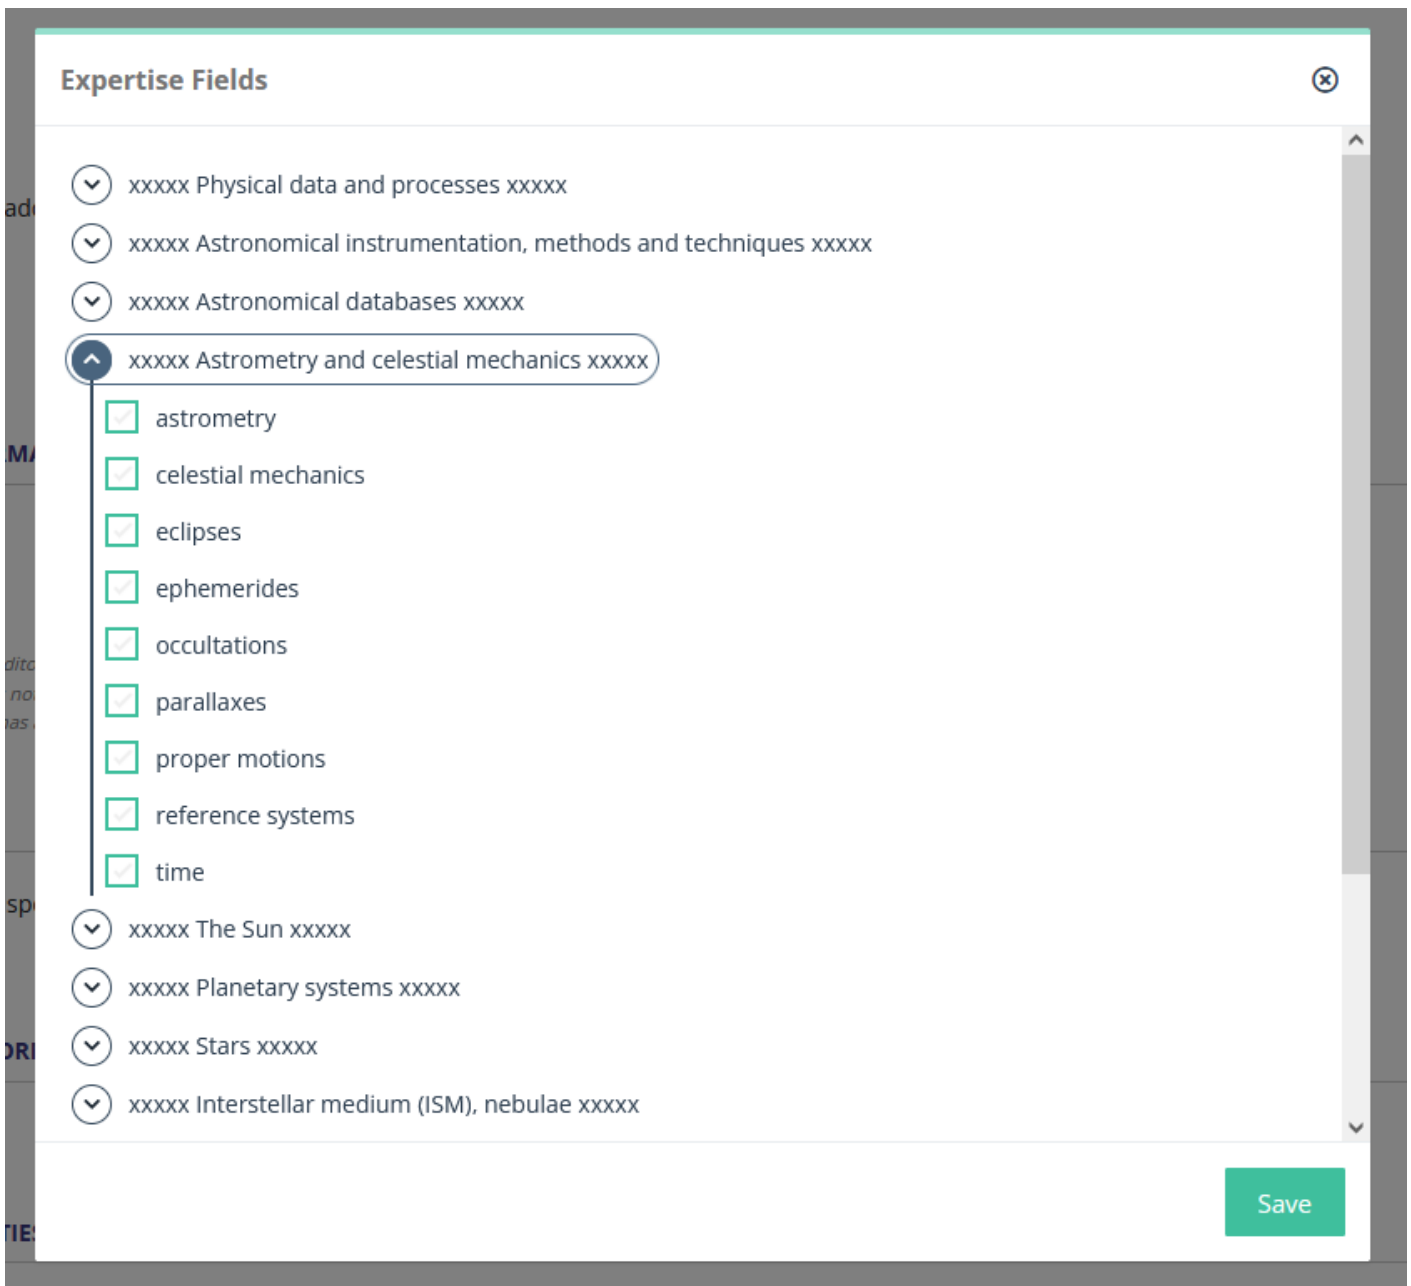 Expertise Fields
xxxxx Physical data and processes xxxxx
xxxxx Astronomical instrumentation, methods and techniques xxxxx
xxxxx Astronomical databases xxxxx
xxxxx Astrometry and celestial mechanics xxxxx
astrometry
celestial mechanics
eclipses
ephemerides
occultations
parallaxes
proper motions
reference systems
time
xxxxx The Sun xxxxx
xxxxx Planetary systems xxxxx
xxxxx Stars xxxxx
xxxxx Interstellar medium (ISM), nebulae xxxxx
Save